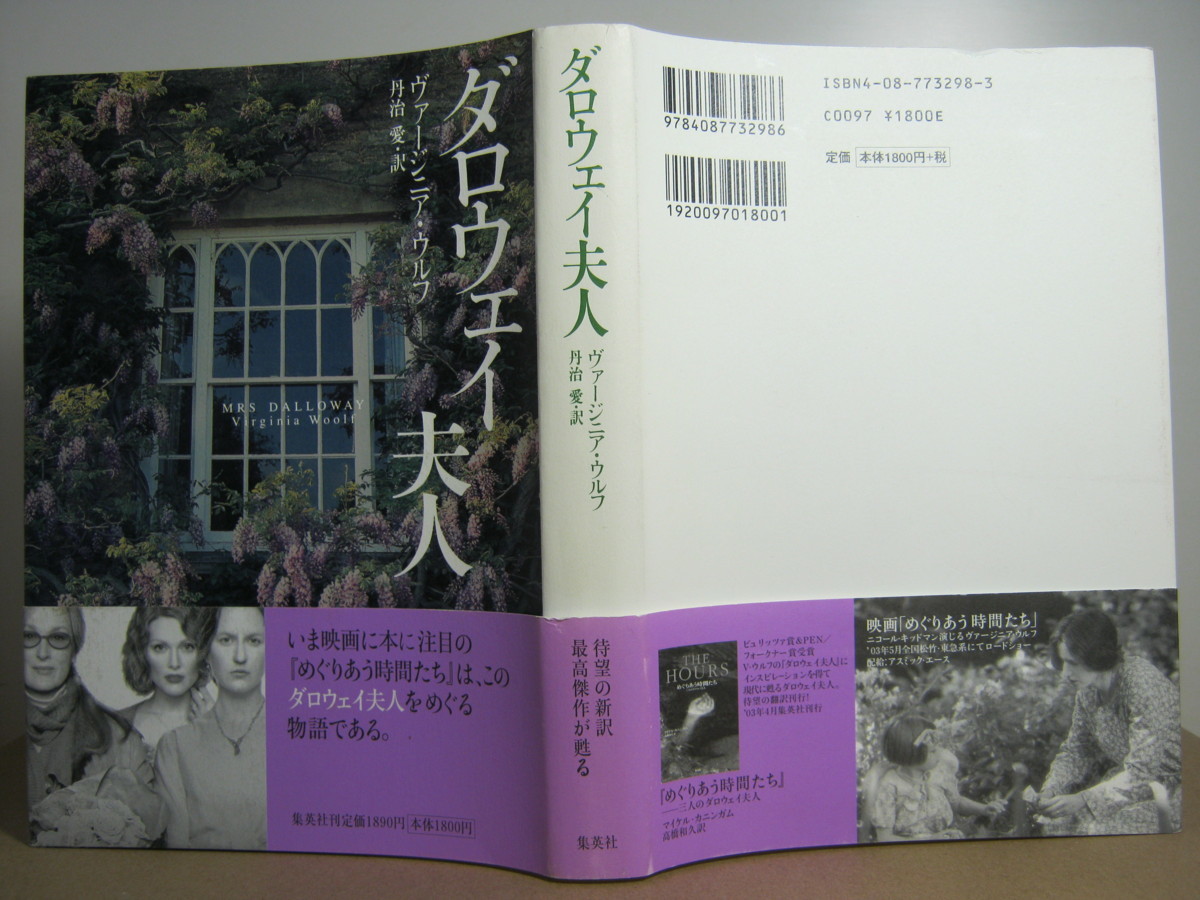 ダロウェイ夫人
ヴァージニア・ウルフ
丹治 愛・訳
MRS DALLOWAY
Virginia Woolf
いま映画に本に注目の
『めぐりあう時間たち』は、この
ダロウェイ夫人をめぐる
物語である。
集英社刊定価1890円 本体1800円
ダロウェイ夫人
ヴァージニア・ウルフ
丹治 愛・訳
待望の新訳
最高傑作が甦る
集英社
9784087732986
ISBN4-08-773298-3
C0097 ¥1800E
定価 本体1800円+税
1920097018001
THE
HOURS
めぐりあう時間たち
ピュリッツァ賞&PEN/
フォークナー賞受賞
V・ウルフの『ダロウェイ夫人』に
インスピレーションを得て
現代に甦るダロウェイ夫人。
待望の翻訳刊行!
'03年4月集英社刊行
『めぐりあう時間たち』
――三人のダロウェイ夫人
マイケル・カニンガム
高橋和久訳
映画「めぐりあう時間たち」
ニコール・キッドマン演じるヴァージニア・ウルフ
'03年5月全国松竹・東急系にてロードショー
配給:アスミック・エース